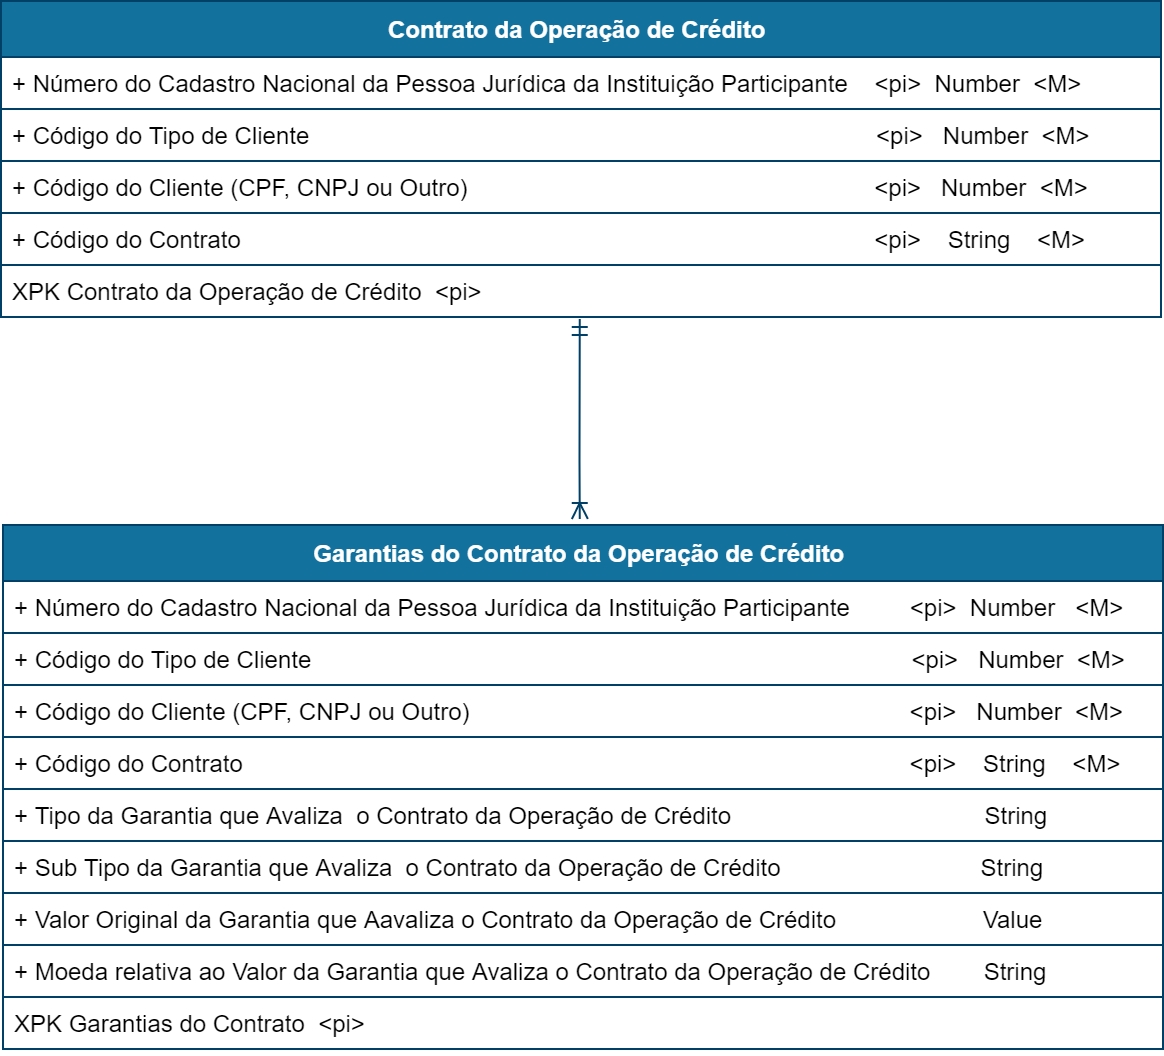 Contrato da Operação de Crédito
+ Número do Cadastro Nacional da Pessoa Jurídica da Instituição Participante <pi> Number <M>
+ Código do Tipo de Cliente <pi> Number <M>
+ Código do Cliente (CPF, CNPJ ou Outro) <pi> Number <M>
+ Código do Contrato <pi> String <M>
XPK Contrato da Operação de Crédito <pi>
Garantias do Contrato da Operação de Crédito
+ Número do Cadastro Nacional da Pessoa Jurídica da Instituição Participante <pi> Number <M>
+ Código do Tipo de Cliente <pi> Number <M>
+ Código do Cliente (CPF, CNPJ ou Outro) <pi> Number <M>
+ Código do Contrato <pi> String <M>
+ Tipo da Garantia que Avaliza o Contrato da Operação de Crédito String
+ Sub Tipo da Garantia que Avaliza o Contrato da Operação de Crédito String
+ Valor Original da Garantia que Aavaliza o Contrato da Operação de Crédito Value
+ Moeda relativa ao Valor da Garantia que Avaliza o Contrato da Operação de Crédito String
XPK Garantias do Contrato <pi>